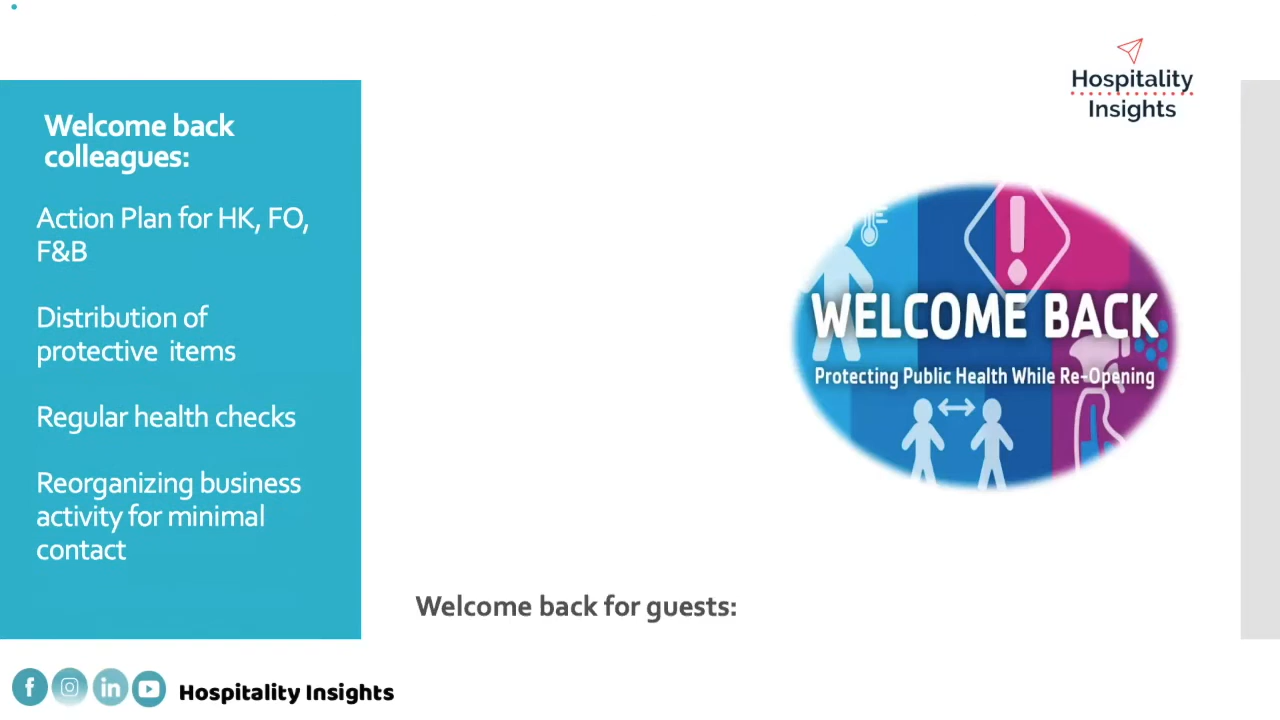 Hospitality
Insights
Welcome back
colleagues:
Action Plan for HK, FO,
F&B
Distribution of
protective items
Regular health checks
Reorganizing business
activity for minimal
contact
WELCOME BACK
Protecting Public Health While Re-Opening
Welcome back for guests:
Hospitality Insights